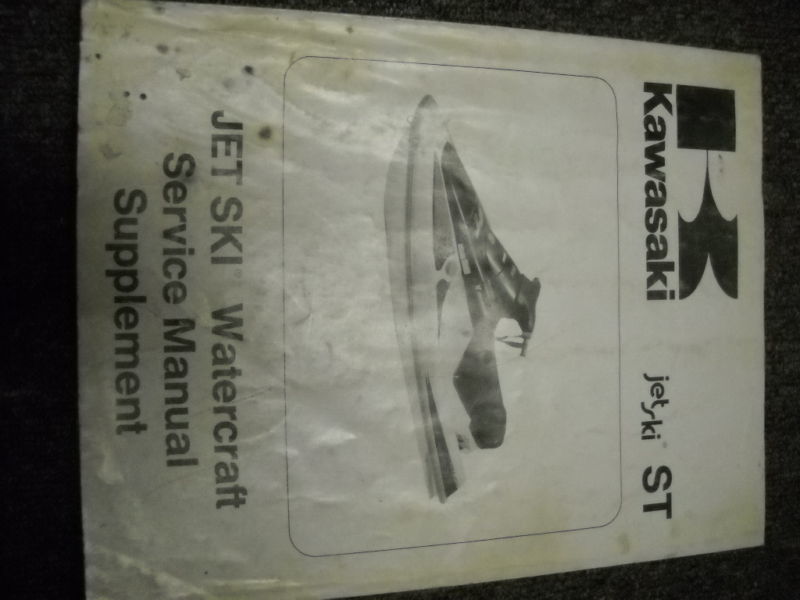 Kawasaki
jet ski® ST
JET SKI® Watercraft
Service Manual
Supplement